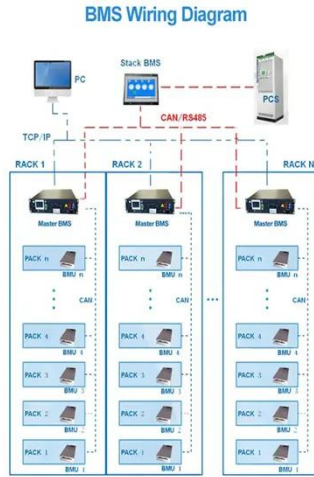 BMS Wiring Diagram
PC
Stack BMS
PCS
CAN/RS485
TCP/IP
RACK 1
RACK 2
RACK N
Master BMS
Master BMS
Master BMS
PACK n
BMU n
PACK n
BMU n
PACK n
BMU n
CAN
CAN
CAN
PACK 4
BMU 4
PACK 4
BMU 4
PACK 4
BMU 4
PACK 3
BMU 3
PACK 3
BMU 3
PACK 3
BMU 3
PACK 2
BMU 2
PACK 2
BMU 2
PACK 2
BMU 2
PACK 1
BMU 1
PACK 1
BMU 1
PACK 1
BMU 1